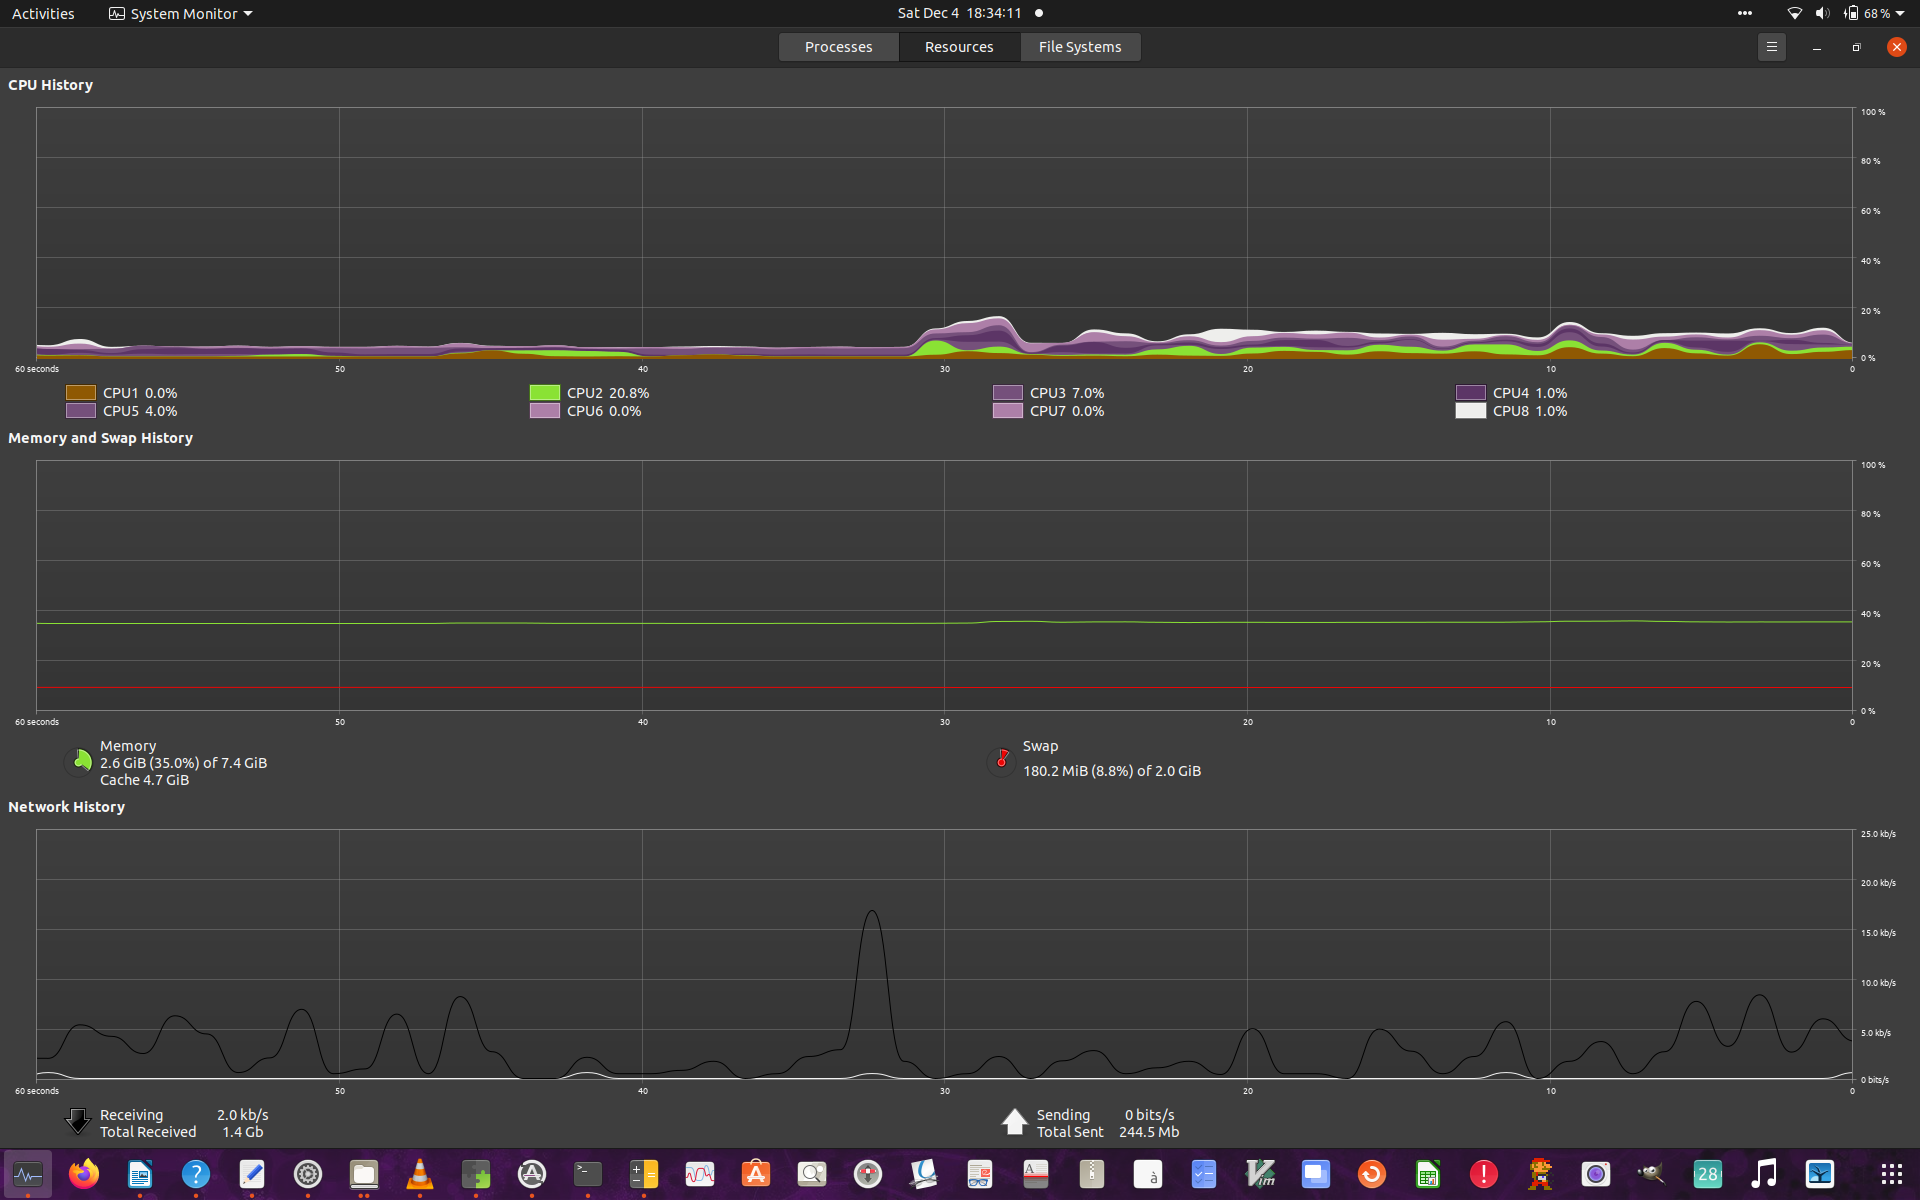 Activities System Monitor Sat Dec 4 18:34:11 68 %
Processes Resources File Systems
CPU History
100 %
80 %
60 %
40 %
20 %
0 %
60 seconds 50 40 30 20 10 0
CPU1 0.0% CPU2 20.8% CPU3 7.0% CPU4 1.0%
CPU5 4.0% CPU6 0.0% CPU7 0.0% CPU8 1.0%
Memory and Swap History
100 %
80 %
60 %
40 %
20 %
0 %
60 seconds 50 40 30 20 10 0
Memory
2.6 GiB (35.0%) of 7.4 GiB
Cache 4.7 GiB
Swap
180.2 MiB (8.8%) of 2.0 GiB
Network History
25.0 kb/s
20.0 kb/s
15.0 kb/s
10.0 kb/s
5.0 kb/s
0 bits/s
60 seconds 50 40 30 20 10 0
Receiving 2.0 kb/s
Total Received 1.4 Gb
Sending 0 bits/s
Total Sent 244.5 Mb
? >_ A à Vim ! 28